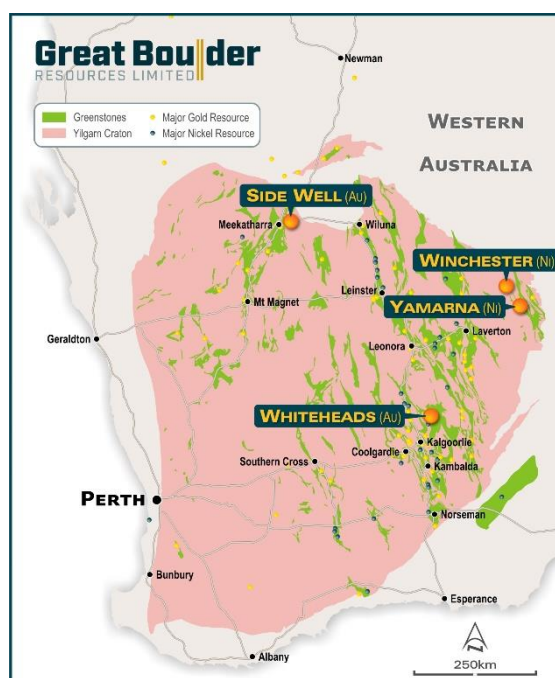 Great Boulder
RESOURCES LIMITED
Newman
Greenstones
Major Gold Resource
Yilgarn Craton
Major Nickel Resource
WESTERN
AUSTRALIA
SIDE WELL (Au)
Meekatharra
Wiluna
WINCHESTER (Ni)
Leinster
YAMARNA (Ni)
Mt Magnet
Laverton
Geraldton
Leonora
WHITEHEADS (Au)
Kalgoorlie
Coolgardie
Southern Cross
Kambalda
PERTH
Norseman
Bunbury
Esperance
Albany
N
250km